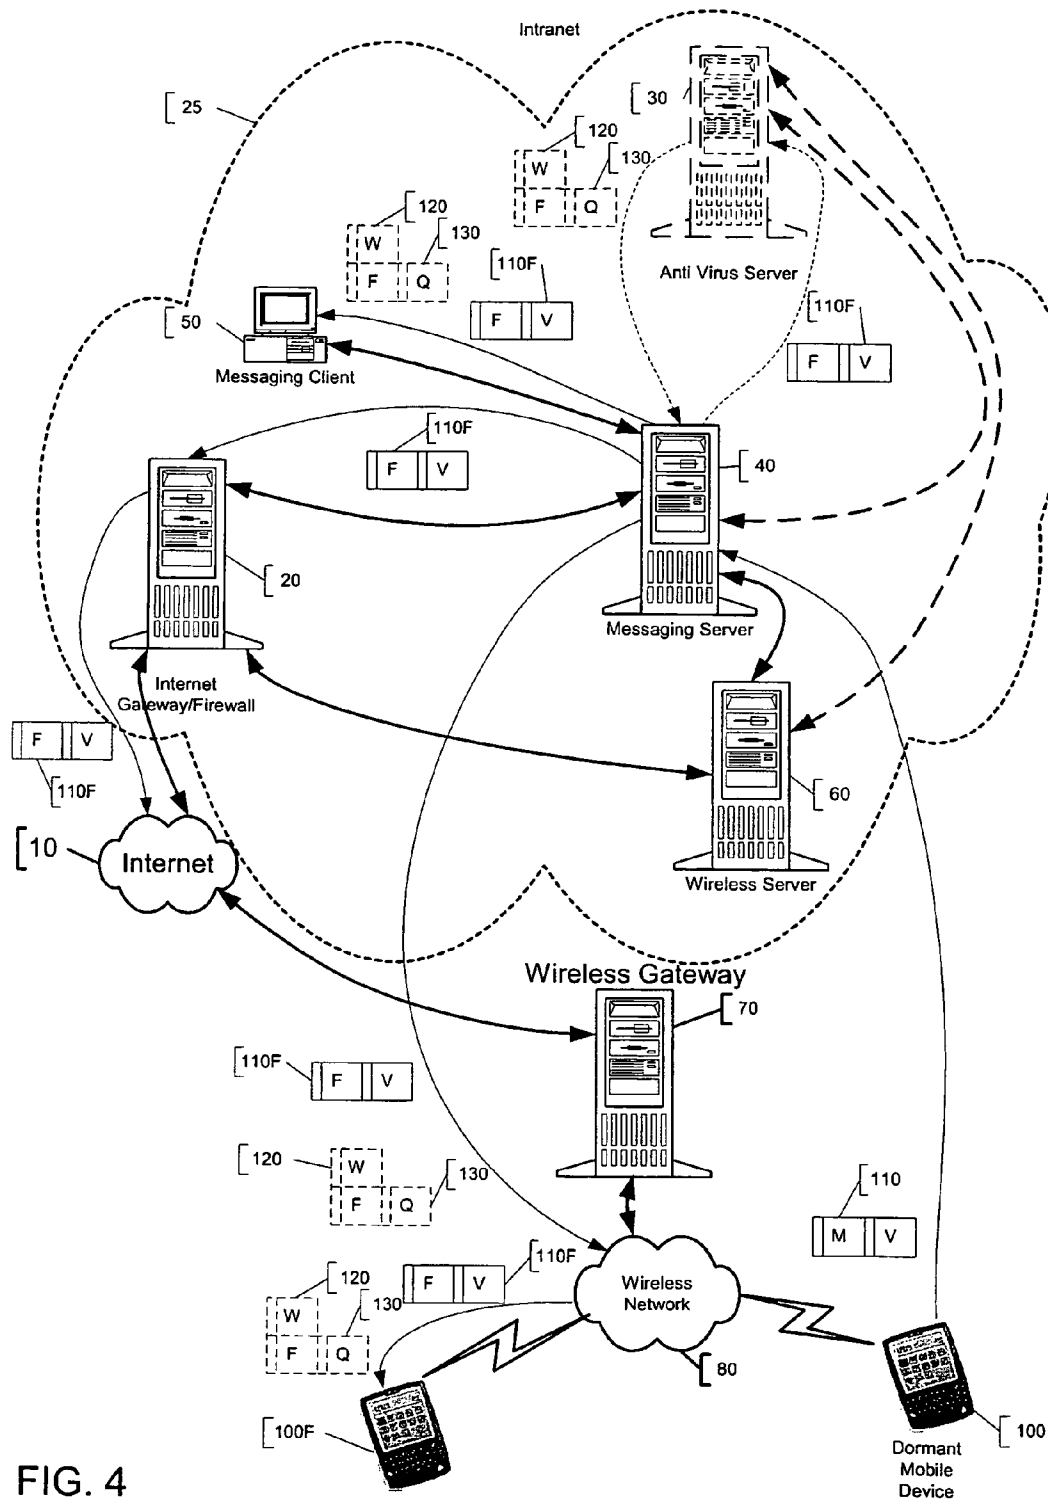 Intranet
[ 25
[ 30
[120
W
[130
F
Q
[120
W
[130
F
Q
[110F
F
V
Anti Virus Server
[110F
F
V
[ 50
Messaging Client
[110F
F
V
[ 40
[ 20
Messaging Server
Internet
Gateway/Firewall
F
V
[110F
[ 60
[10
Internet
Wireless Server
Wireless Gateway
[ 70
[110F
F
V
[ 120
W
[ 130
F
Q
[ 110
M
V
[110F
F
V
Wireless
Network
[ 120
W
[ 130
F
Q
[ 80
[100F
[ 100
Dormant
Mobile
Device
FIG. 4